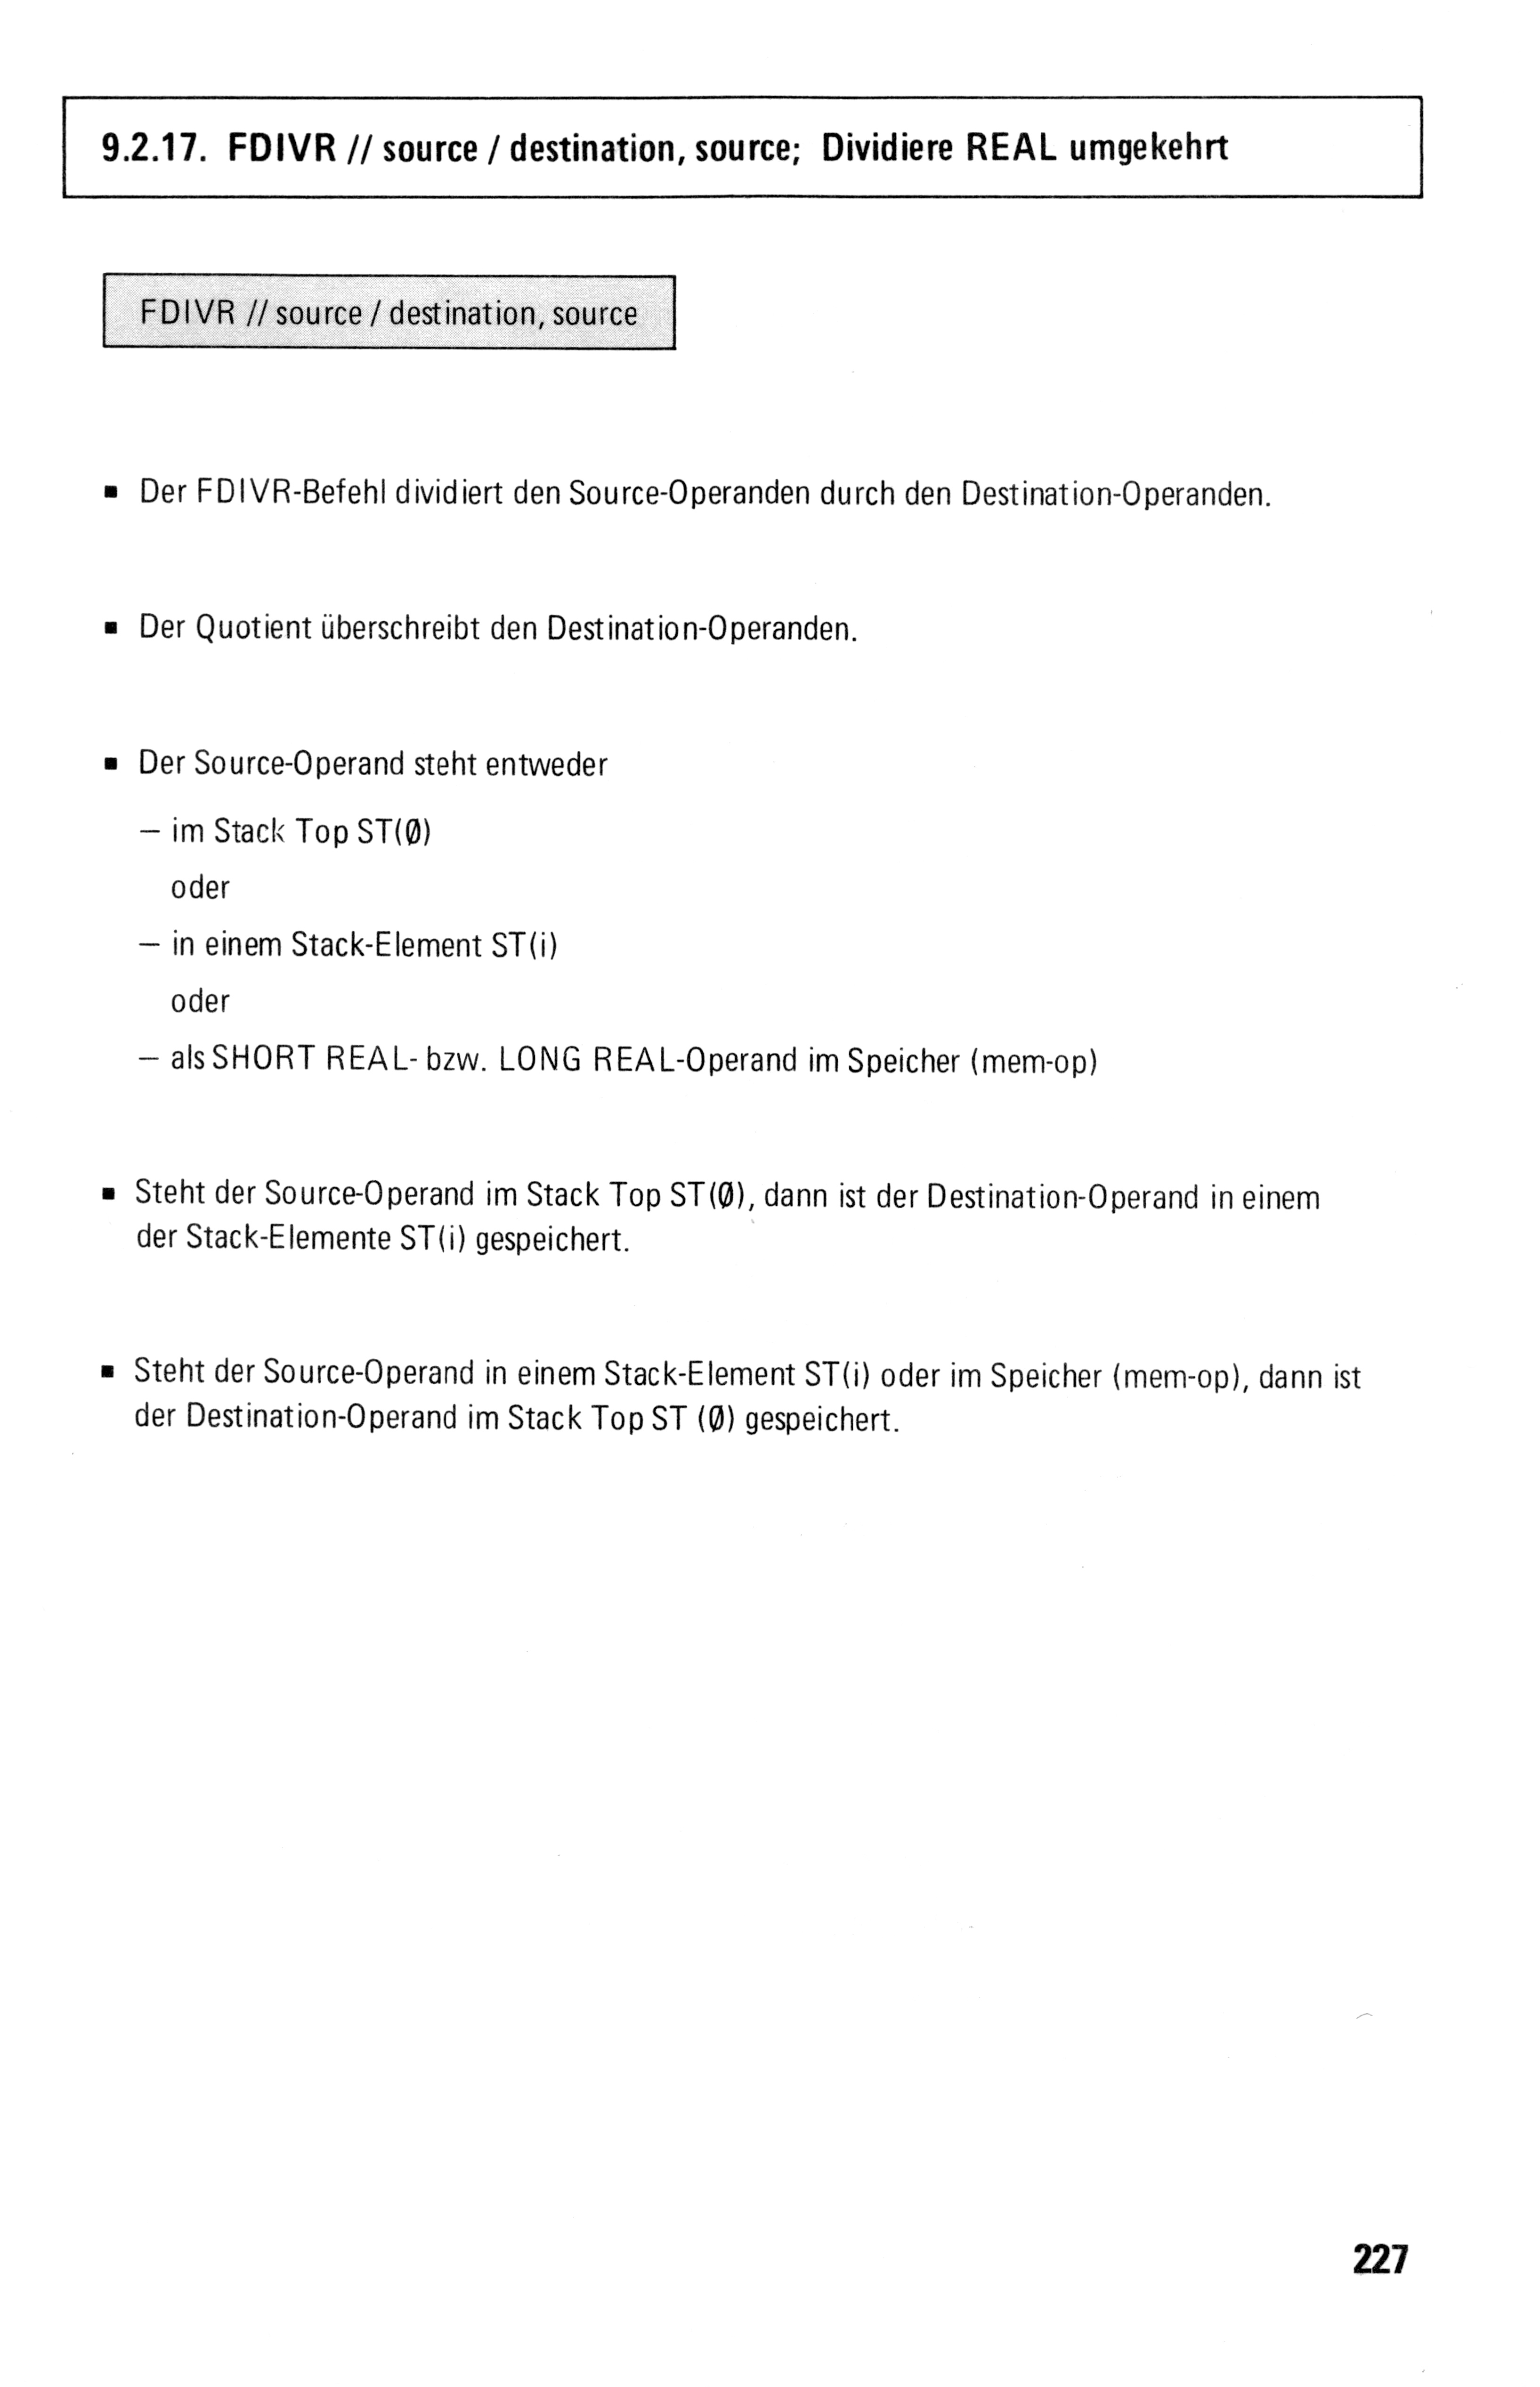 9.2.17. FDIVR // source / destination, source; Dividiere REAL umgekehrt
FDIVR // source / destination, source
▪ Der FDIVR-Befehl dividiert den Source-Operanden durch den Destination-Operanden.
▪ Der Quotient überschreibt den Destination-Operanden.
▪ Der Source-Operand steht entweder
– im Stack Top ST(Ø)
oder
– in einem Stack-Element ST(i)
oder
– als SHORT REAL- bzw. LONG REAL-Operand im Speicher (mem-op)
▪ Steht der Source-Operand im Stack Top ST(Ø), dann ist der Destination-Operand in einem
der Stack-Elemente ST(i) gespeichert.
▪ Steht der Source-Operand in einem Stack-Element ST(i) oder im Speicher (mem-op), dann ist
der Destination-Operand im Stack Top ST (Ø) gespeichert.
227